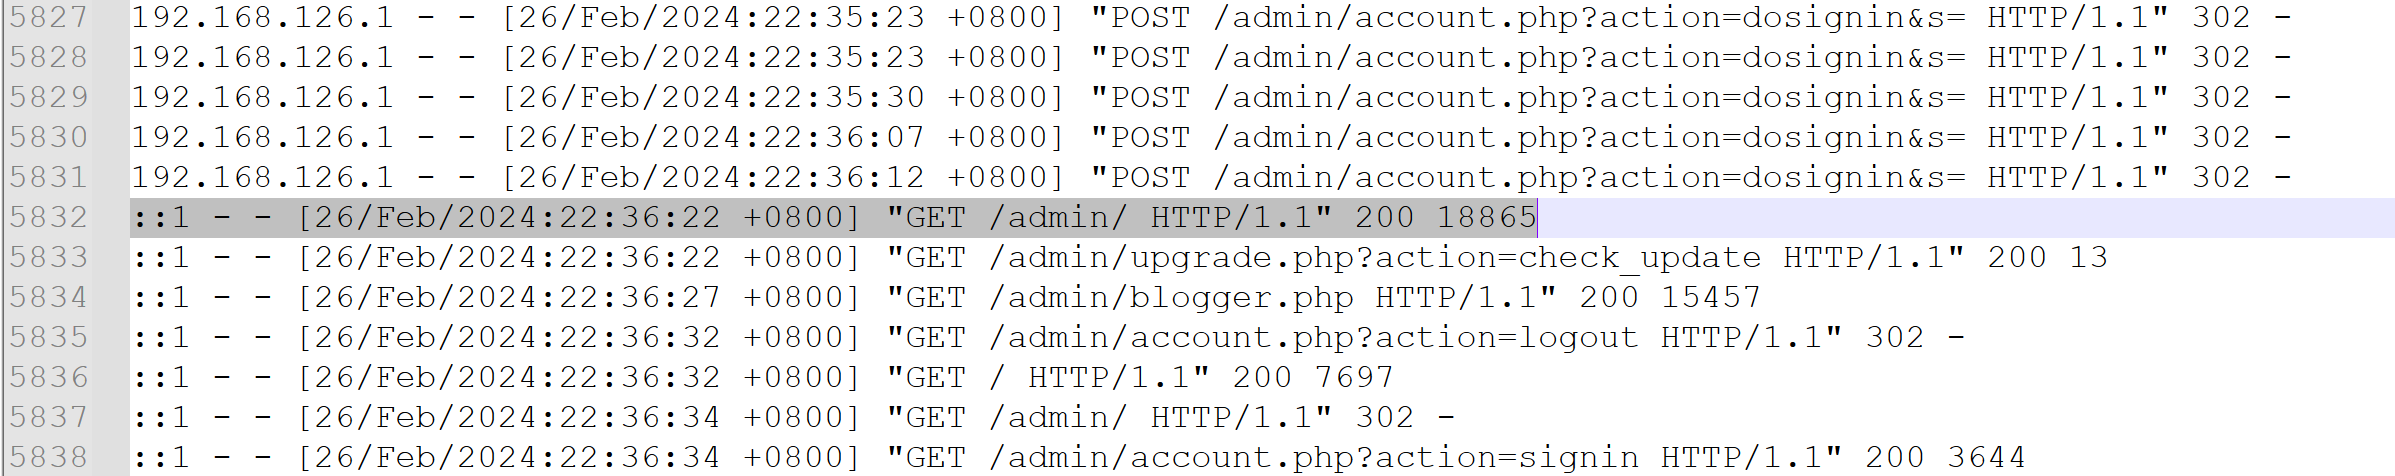 5827 192.168.126.1 - - [26/Feb/2024:22:35:23 +0800] "POST /admin/account.php?action=dosignin&s= HTTP/1.1" 302 -
5828 192.168.126.1 - - [26/Feb/2024:22:35:23 +0800] "POST /admin/account.php?action=dosignin&s= HTTP/1.1" 302 -
5829 192.168.126.1 - - [26/Feb/2024:22:35:30 +0800] "POST /admin/account.php?action=dosignin&s= HTTP/1.1" 302 -
5830 192.168.126.1 - - [26/Feb/2024:22:36:07 +0800] "POST /admin/account.php?action=dosignin&s= HTTP/1.1" 302 -
5831 192.168.126.1 - - [26/Feb/2024:22:36:12 +0800] "POST /admin/account.php?action=dosignin&s= HTTP/1.1" 302 -
5832 ::1 - - [26/Feb/2024:22:36:22 +0800] "GET /admin/ HTTP/1.1" 200 18865
5833 ::1 - - [26/Feb/2024:22:36:22 +0800] "GET /admin/upgrade.php?action=check_update HTTP/1.1" 200 13
5834 ::1 - - [26/Feb/2024:22:36:27 +0800] "GET /admin/blogger.php HTTP/1.1" 200 15457
5835 ::1 - - [26/Feb/2024:22:36:32 +0800] "GET /admin/account.php?action=logout HTTP/1.1" 302 -
5836 ::1 - - [26/Feb/2024:22:36:32 +0800] "GET / HTTP/1.1" 200 7697
5837 ::1 - - [26/Feb/2024:22:36:34 +0800] "GET /admin/ HTTP/1.1" 302 -
5838 ::1 - - [26/Feb/2024:22:36:34 +0800] "GET /admin/account.php?action=signin HTTP/1.1" 200 3644